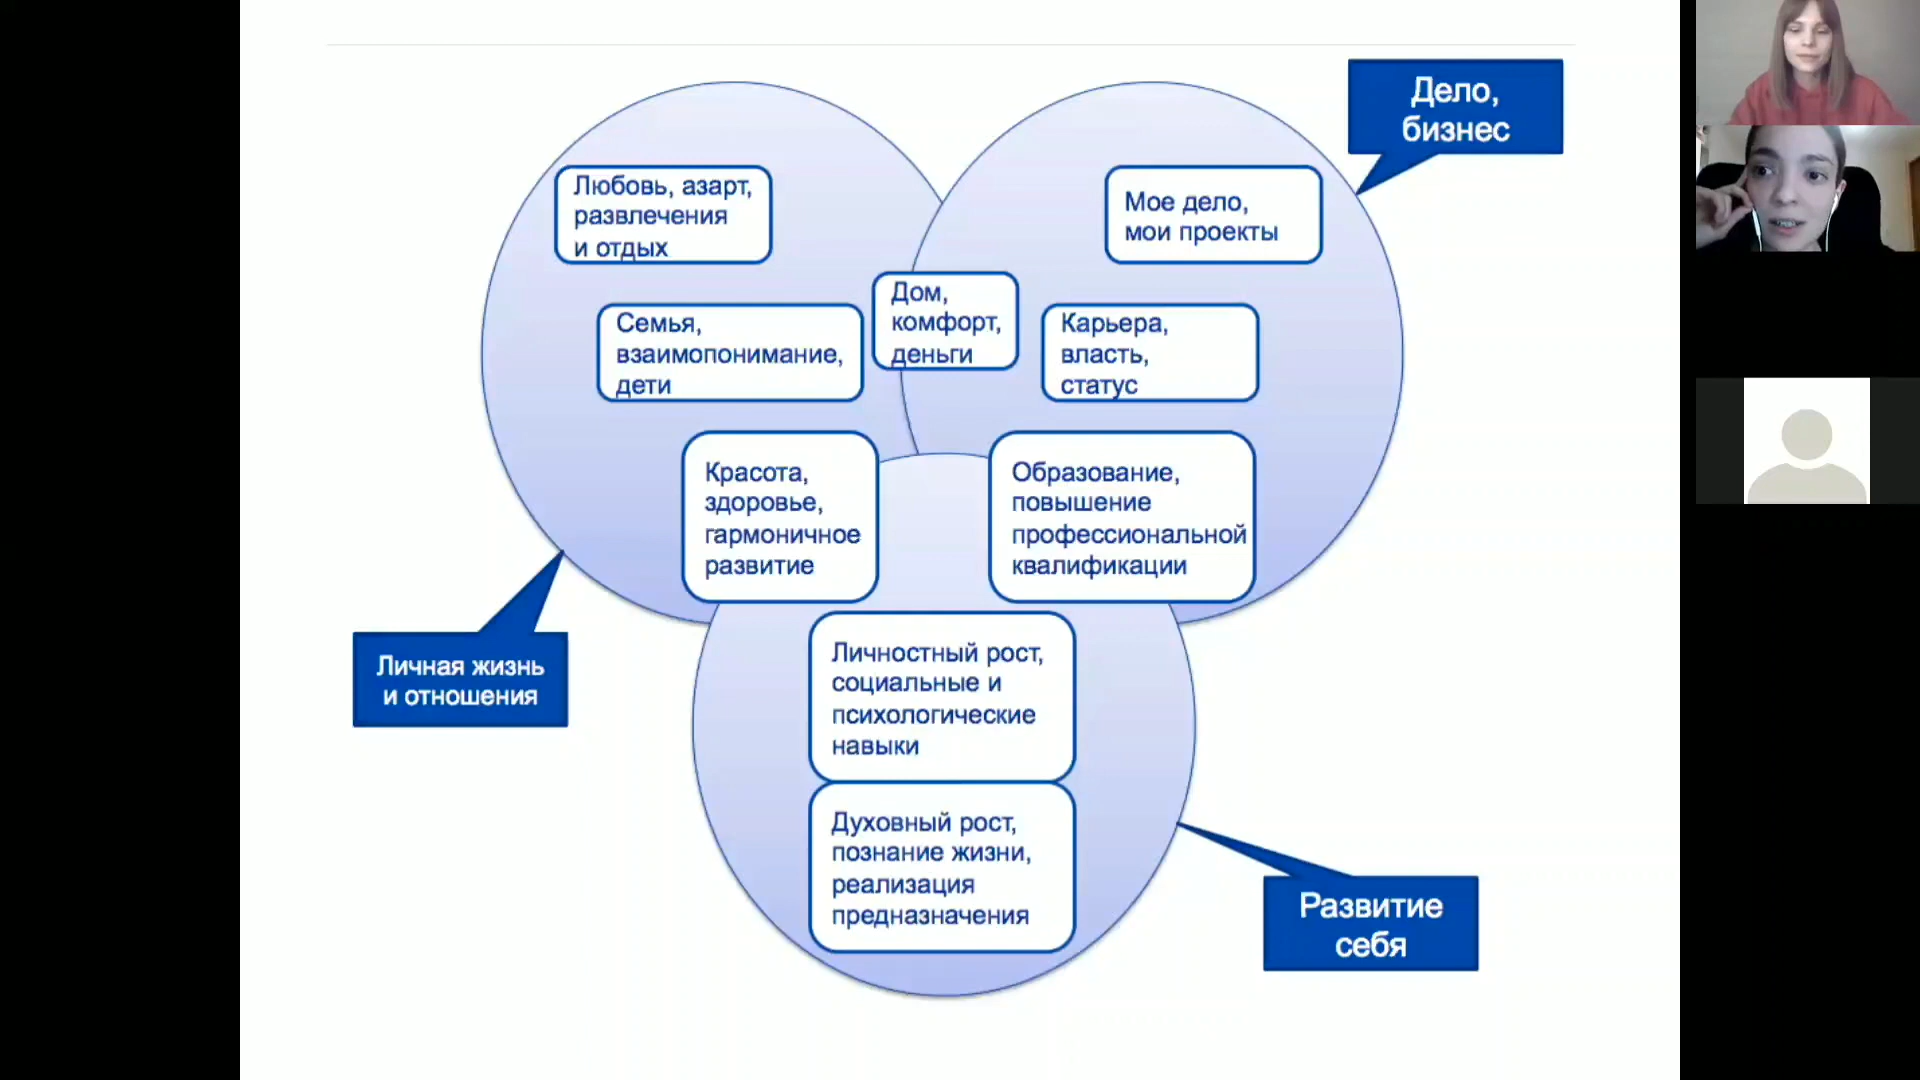 Дело,
бизнес
Любовь, азарт,
развлечения
и отдых
Мое дело,
мои проекты
Дом,
комфорт,
деньги
Семья,
взаимопонимание,
дети
Карьера,
власть,
статус
Красота,
здоровье,
гармоничное
развитие
Образование,
повышение
профессиональной
квалификации
Личная жизнь
и отношения
Личностный рост,
социальные и
психологические
навыки
Духовный рост,
познание жизни,
реализация
предназначения
Развитие
себя